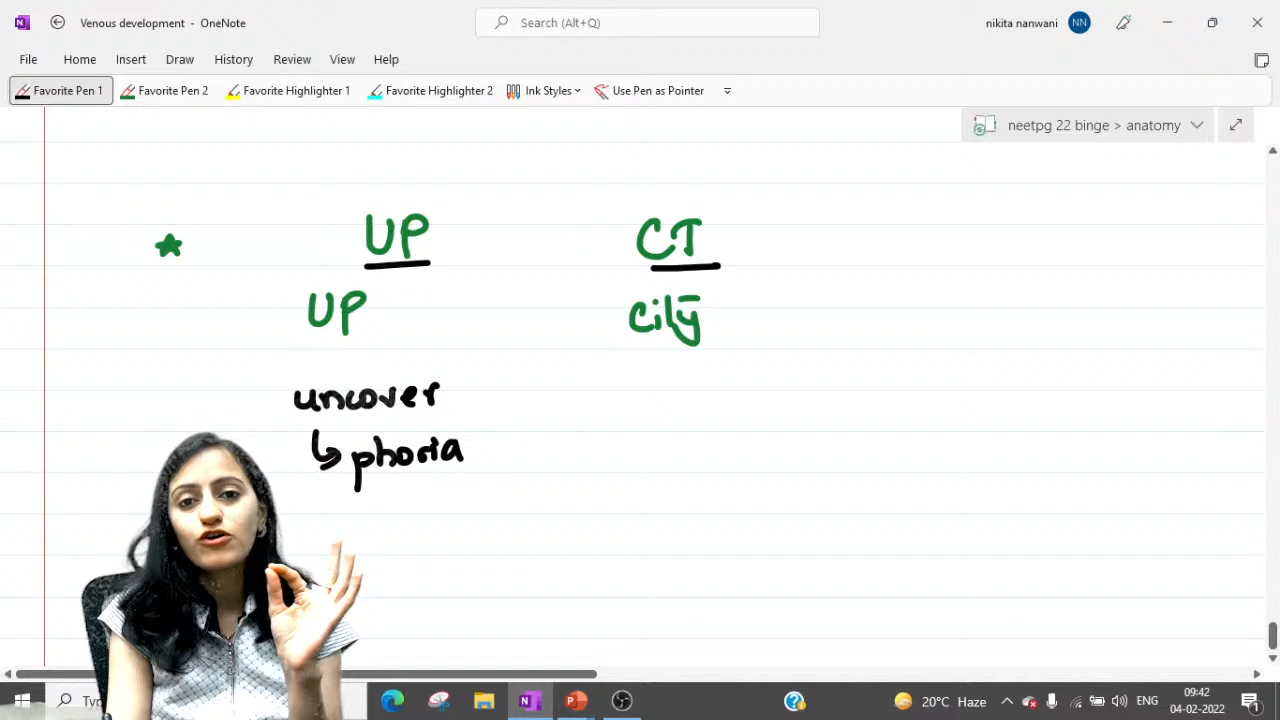 Venous development - OneNote
Search (Alt+Q)
nikita nanwani NN
File Home Insert Draw History Review View Help
Favorite Pen 1 Favorite Pen 2 Favorite Highlighter 1 Favorite Highlighter 2 Ink Styles Use Pen as Pointer
neetpg 22 binge > anatomy
UP CT
UP City
uncover
↳ phoria
Typ
20°C Haze
ENG
09:42
04-02-2022
1